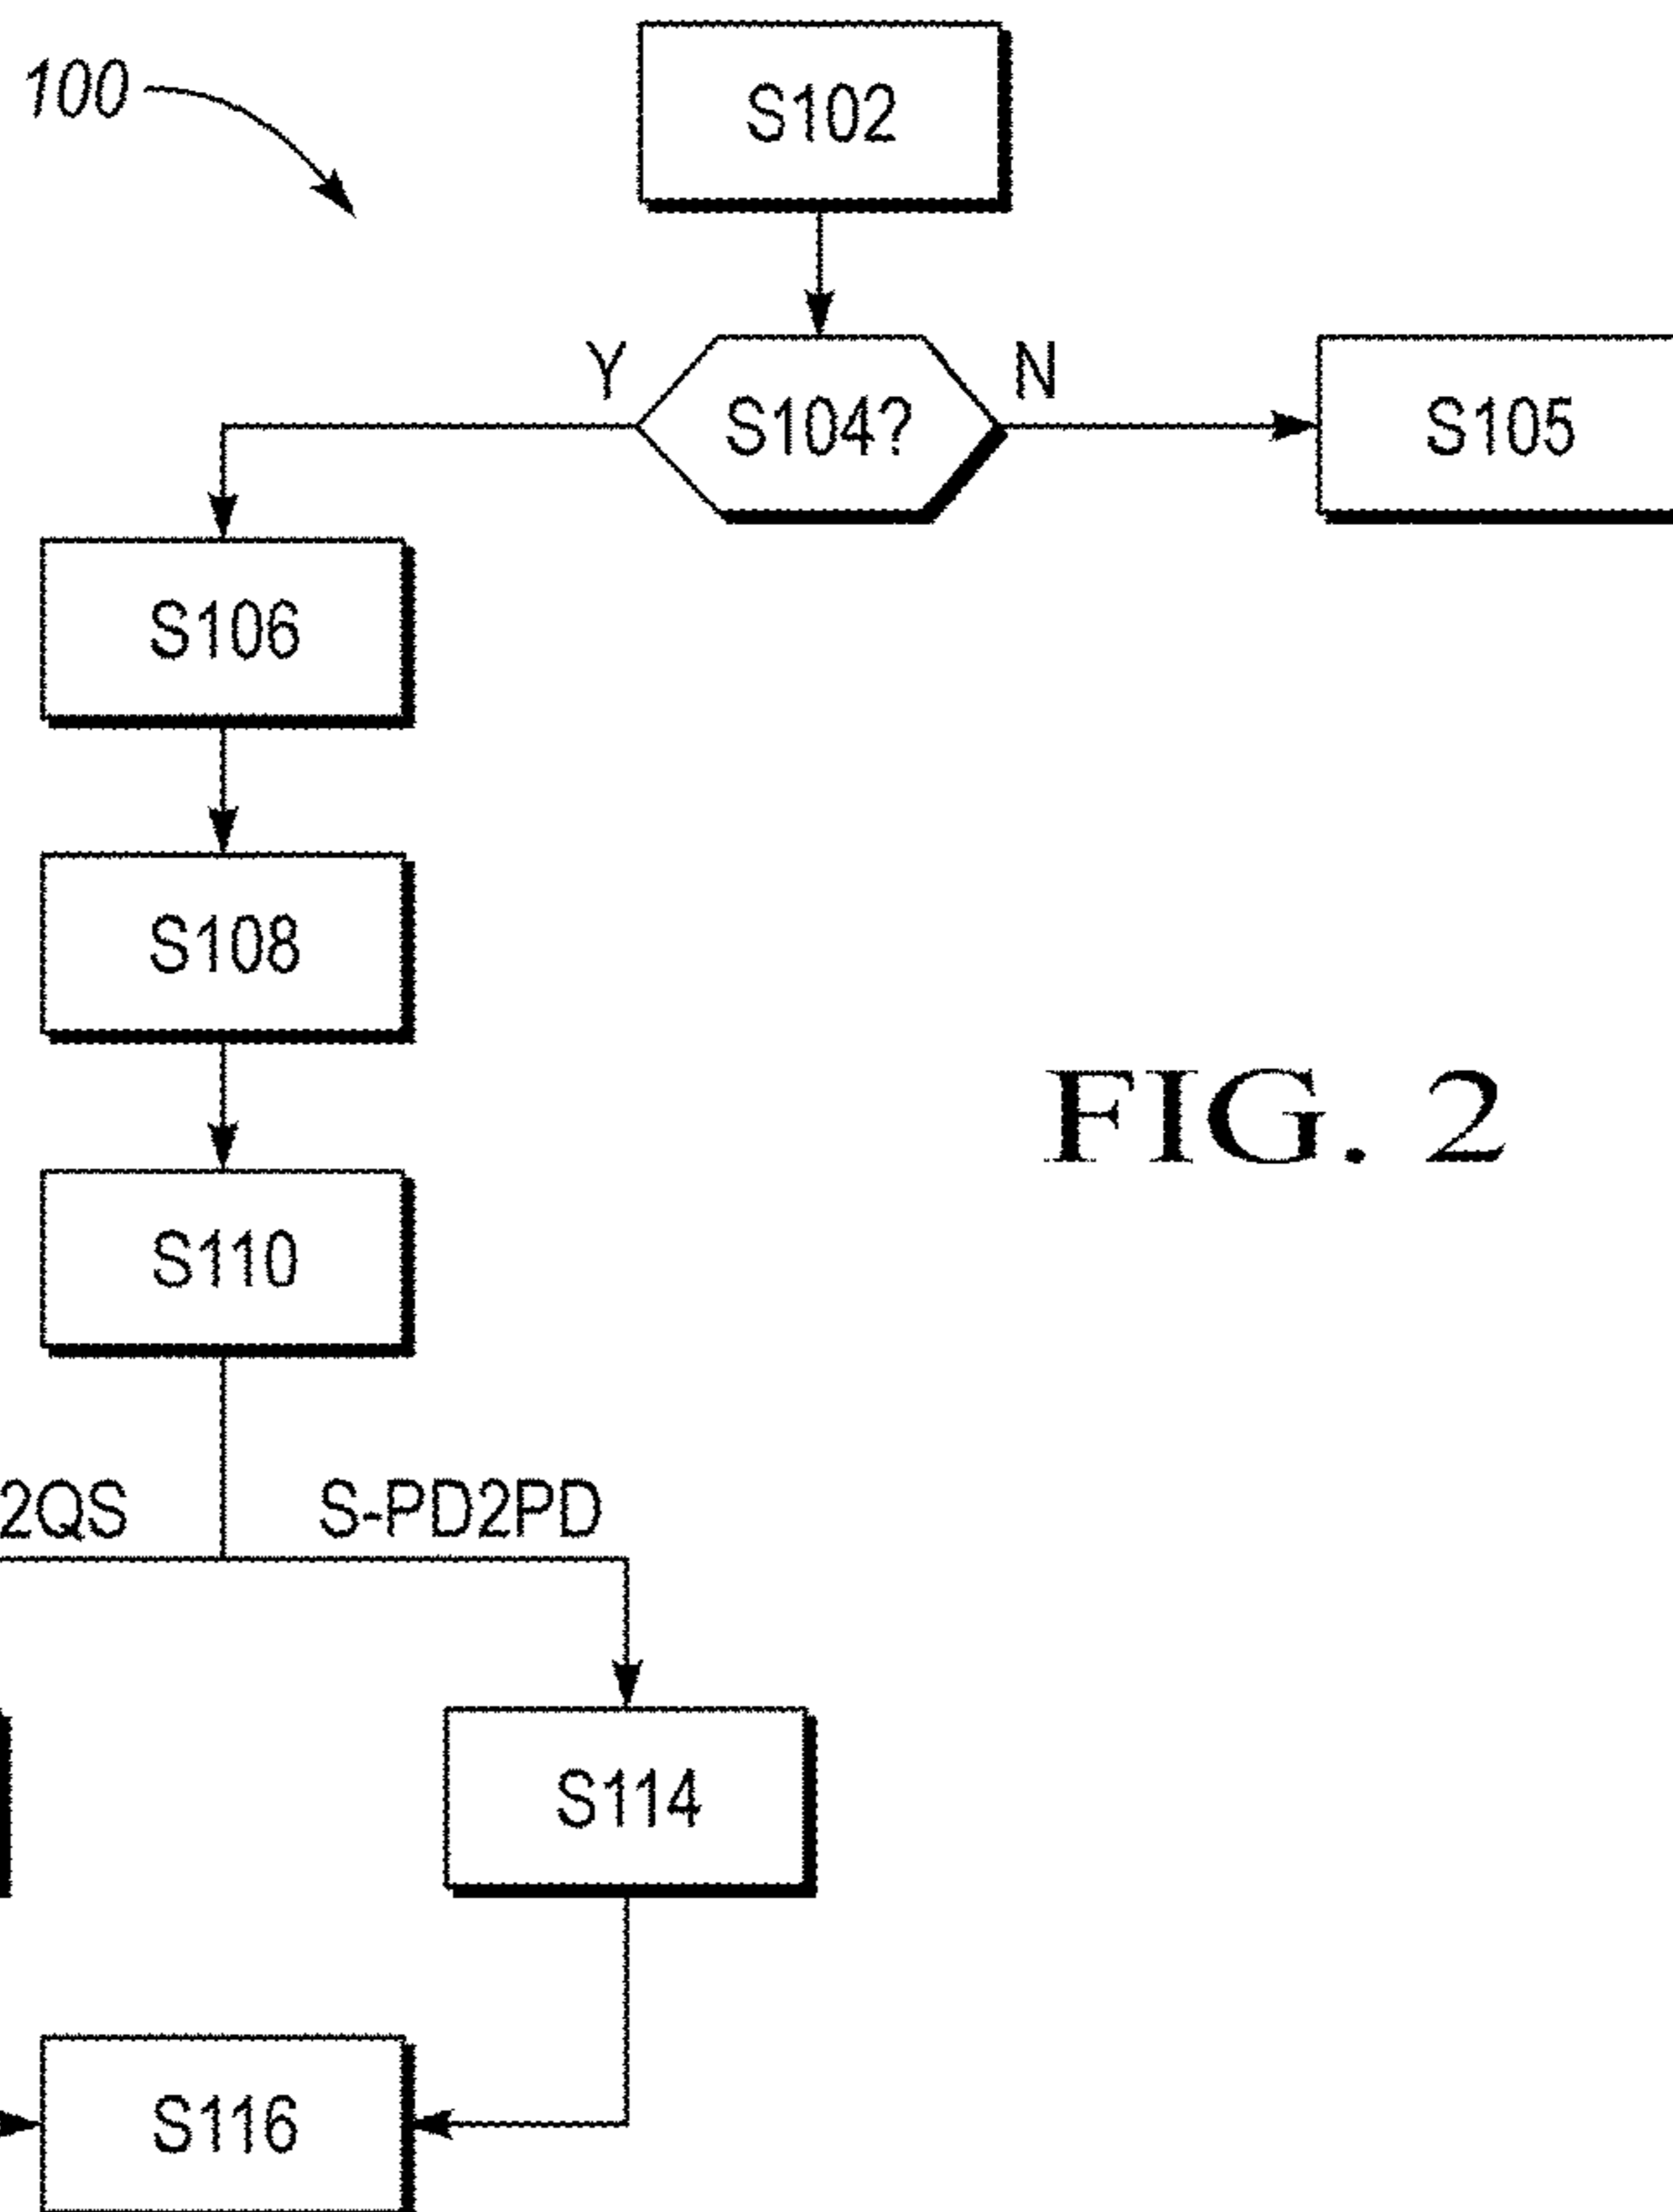 100
S102
Y
N
S104?
S105
S106
S108
FIG. 2
S110
2QS
S-PD2PD
S114
S116